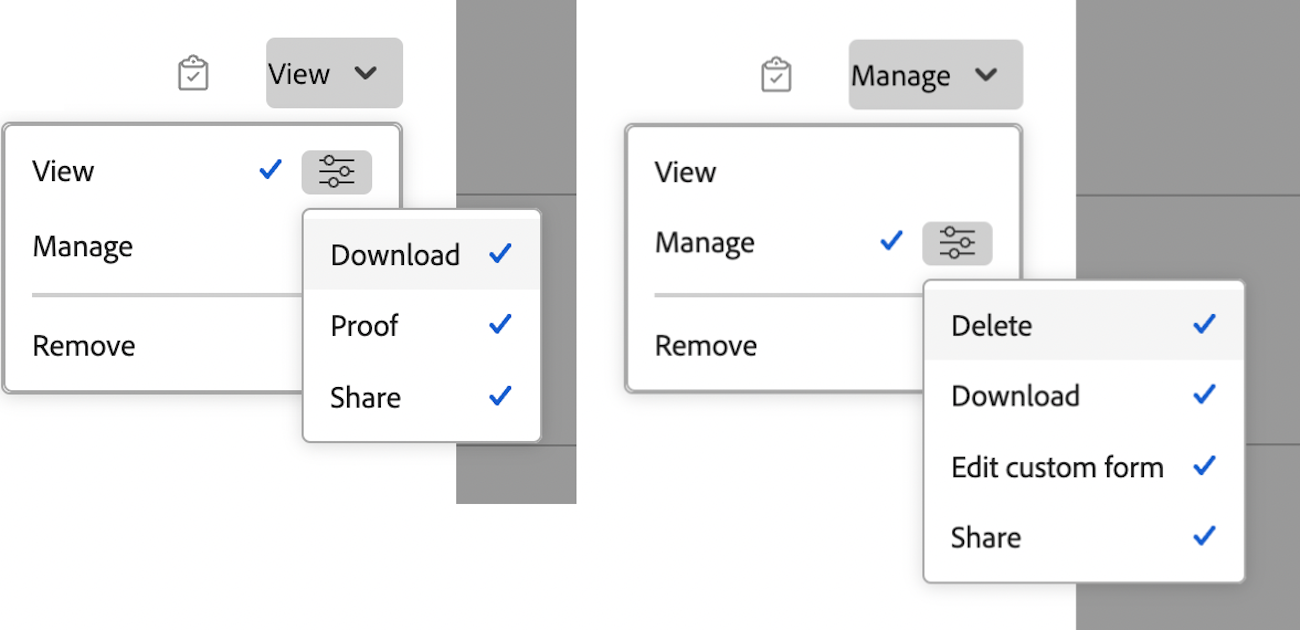 View
View
Manage
Remove
Download
Proof
Share
Manage
View
Manage
Remove
Delete
Download
Edit custom form
Share